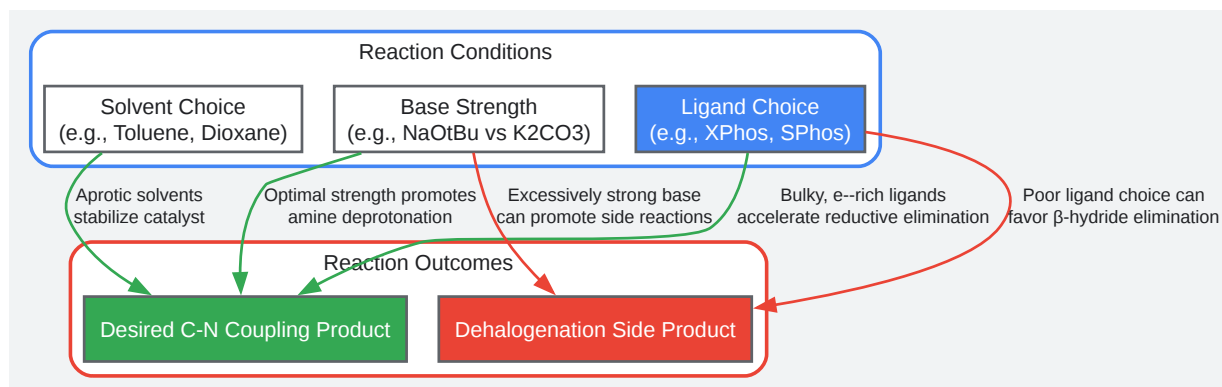 Reaction Conditions
Solvent Choice
(e.g., Toluene, Dioxane)
Base Strength
(e.g., NaOtBu vs K2CO3)
Ligand Choice
(e.g., XPhos, SPhos)
Aprotic solvents
stabilize catalyst
Optimal strength promotes
amine deprotonation
Excessively strong base
can promote side reactions
Bulky, e--rich ligands
accelerate reductive elimination
Poor ligand choice can
favor β-hydride elimination
Reaction Outcomes
Desired C-N Coupling Product
Dehalogenation Side Product